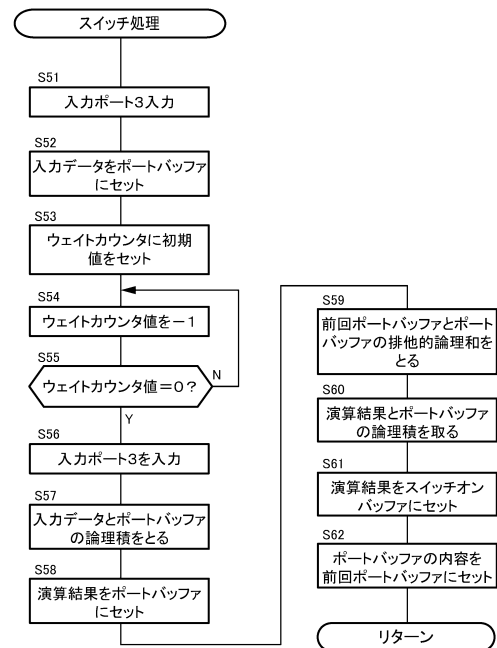 スイッチ処理
S51
入力ポート3入力
S52
入力データをポートバッファ
にセット
S53
ウェイトカウンタに初期
値をセット
S54
ウェイトカウンタ値を－1
S55
ウェイトカウンタ値＝0？
N
Y
S56
入力ポート3を入力
S57
入力データとポートバッファ
の論理積をとる
S58
演算結果をポートバッファ
にセット
S59
前回ポートバッファとポート
バッファの排他的論理和を
とる
S60
演算結果とポートバッファ
の論理積を取る
S61
演算結果をスイッチオン
バッファにセット
S62
ポートバッファの内容を
前回ポートバッファにセット
リターン